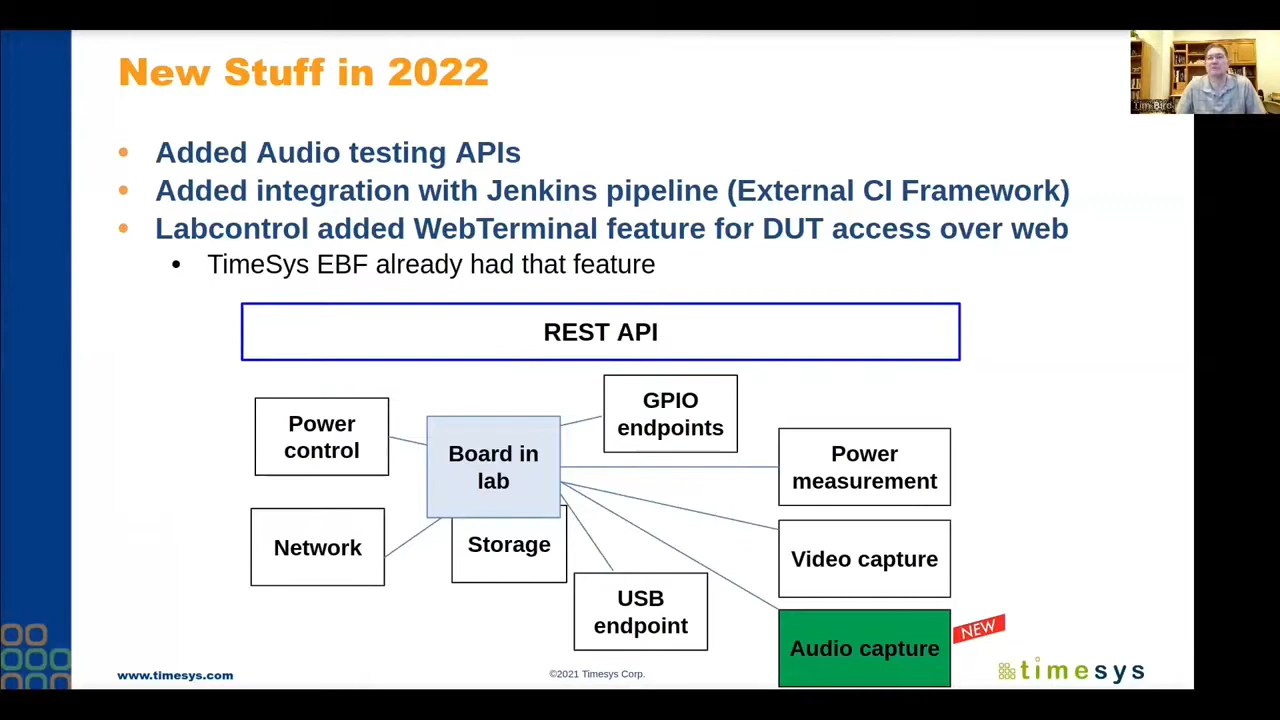 New Stuff in 2022
Tim Bird
• Added Audio testing APIs
• Added integration with Jenkins pipeline (External CI Framework)
• Labcontrol added WebTerminal feature for DUT access over web
• TimeSys EBF already had that feature
REST API
Power
control
Board in
lab
GPIO
endpoints
Power
measurement
Network
Storage
Video capture
USB
endpoint
Audio capture
NEW
www.timesys.com
©2021 Timesys Corp.
timesys